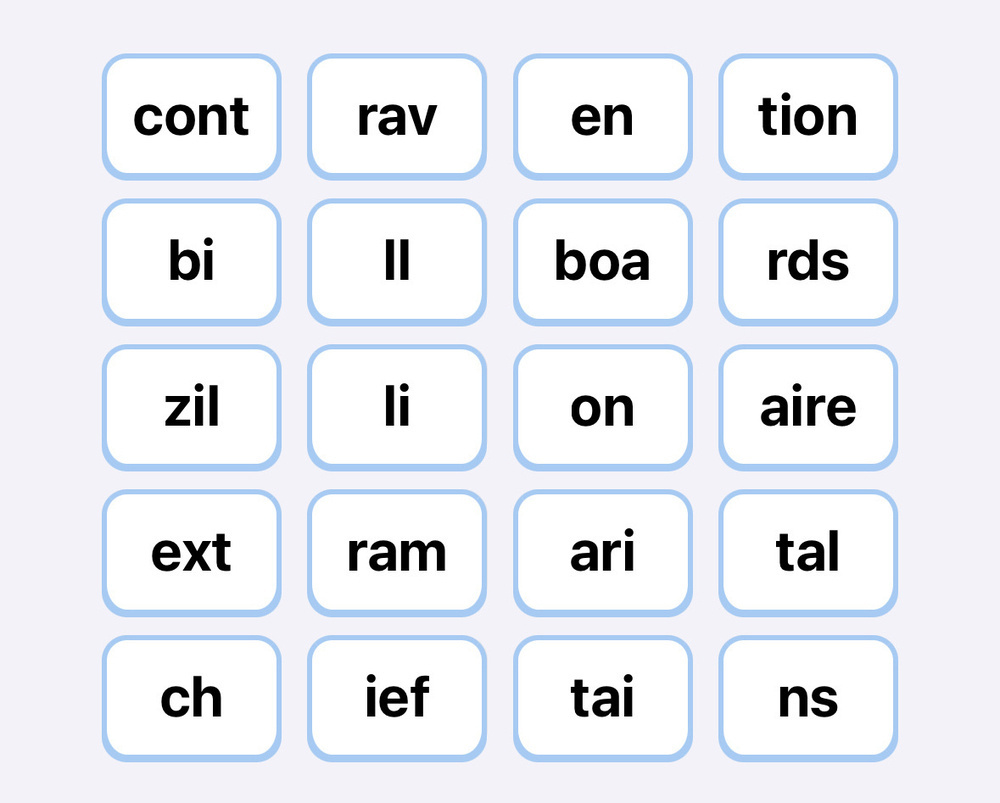 cont rav en tion
bi ll boa rds
zil li on aire
ext ram ari tal
ch ief tai ns